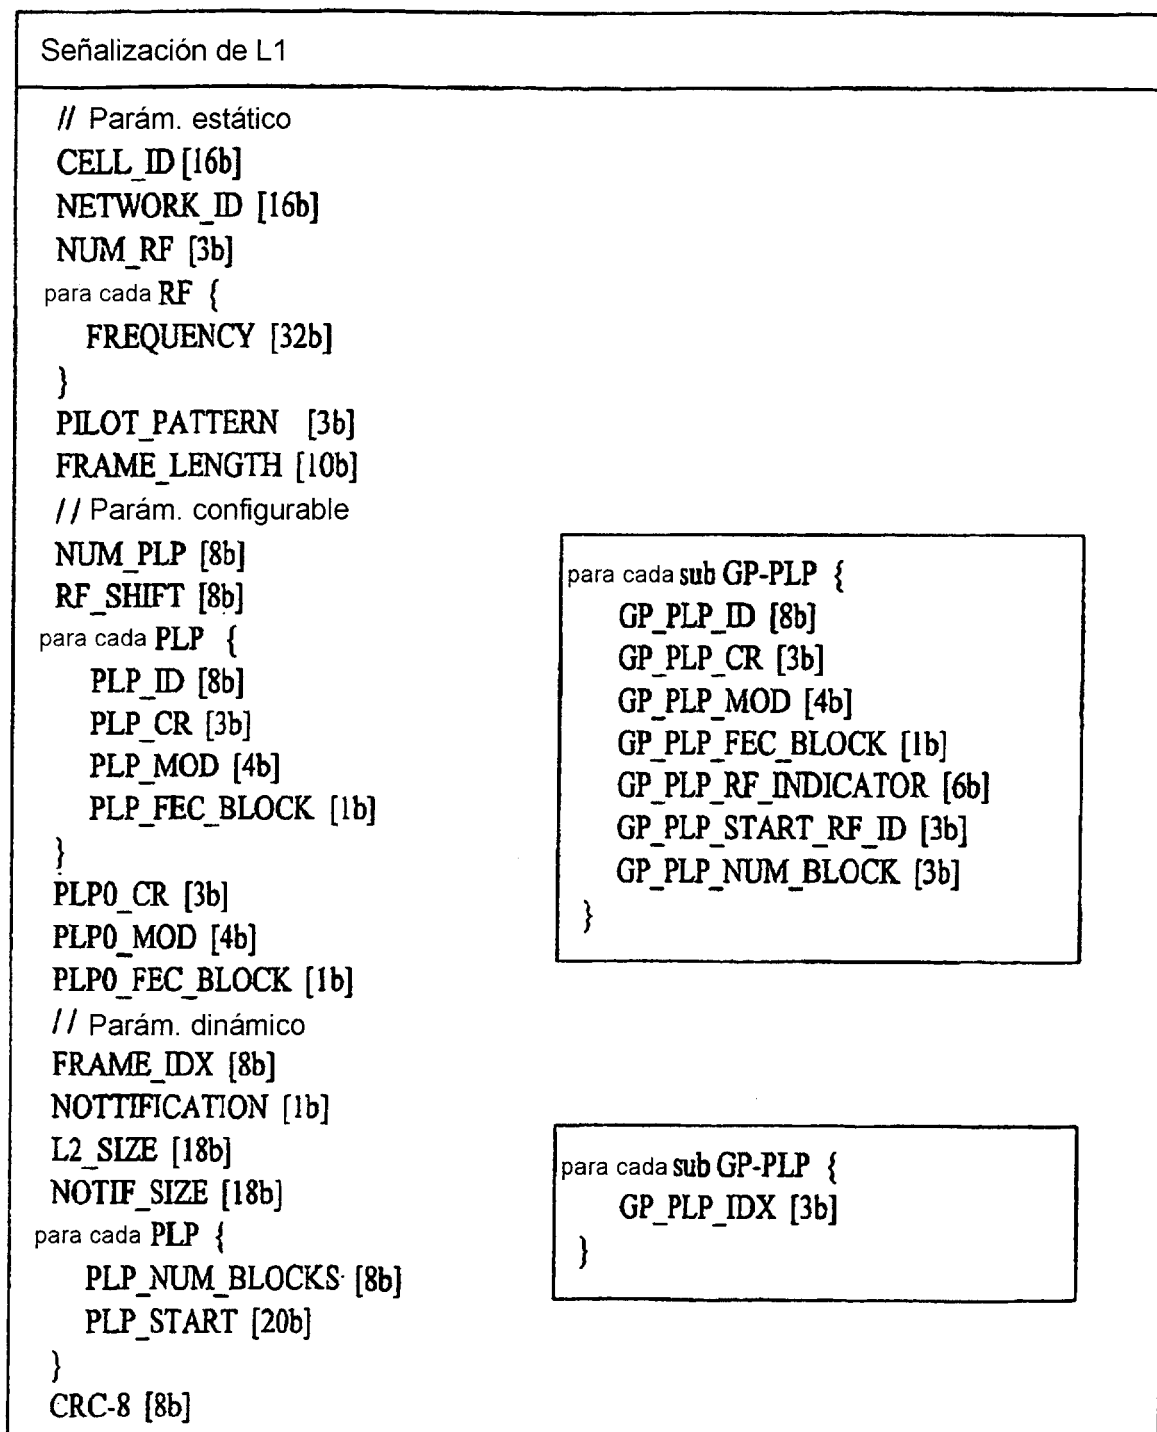 Señalización de L1
// Parám. estático
CELL_ID [16b]
NETWORK_ID [16b]
NUM_RF [3b]
para cada RF {
FREQUENCY [32b]
}
PILOT_PATTERN [3b]
FRAME_LENGTH [10b]
// Parám. configurable
NUM_PLP [8b]
RF_SHIFT [8b]
para cada PLP {
PLP_ID [8b]
PLP_CR [3b]
PLP_MOD [4b]
PLP_FEC_BLOCK [1b]
}
PLP0_CR [3b]
PLP0_MOD [4b]
PLP0_FEC_BLOCK [1b]
// Parám. dinámico
FRAME_IDX [8b]
NOTTIFICATION [1b]
L2_SIZE [18b]
NOTIF_SIZE [18b]
para cada PLP {
PLP_NUM_BLOCKS [8b]
PLP_START [20b]
}
CRC-8 [8b]
para cada sub GP-PLP {
GP_PLP_ID [8b]
GP_PLP_CR [3b]
GP_PLP_MOD [4b]
GP_PLP_FEC_BLOCK [1b]
GP_PLP_RF_INDICATOR [6b]
GP_PLP_START_RF_ID [3b]
GP_PLP_NUM_BLOCK [3b]
}
para cada sub GP-PLP {
GP_PLP_IDX [3b]
}